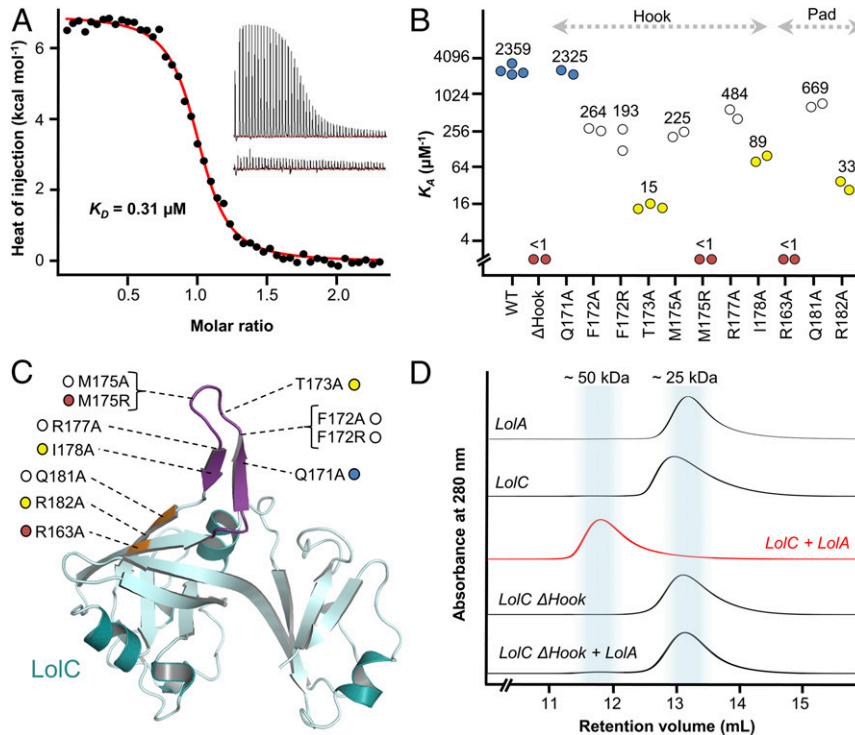 A
Heat of injection (kcal mol⁻¹)
6
4
2
0
K_D = 0.31 µM
0.5
1.0
1.5
2.0
Molar ratio
B
Hook
Pad
K_A (µM⁻¹)
4096
1024
256
64
16
4
2359
<1
2325
264
193
15
225
<1
484
89
<1
669
33
WT
ΔHook
Q171A
F172A
F172R
T173A
M175A
M175R
R177A
I178A
R163A
Q181A
R182A
C
M175A
M175R
R177A
I178A
Q181A
R182A
R163A
T173A
F172A
F172R
Q171A
LolC
D
~ 50 kDa
~ 25 kDa
Absorbance at 280 nm
LolA
LolC
LolC + LolA
LolC ΔHook
LolC ΔHook + LolA
11
12
13
14
15
Retention volume (mL)